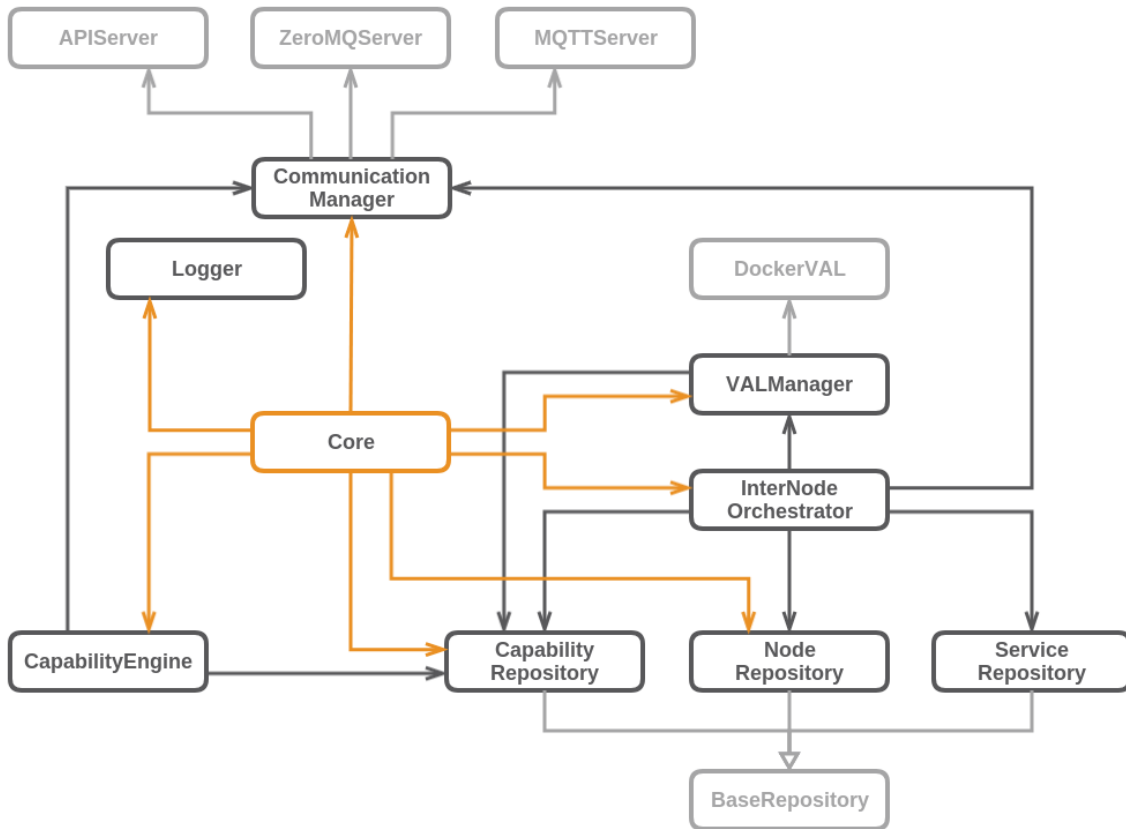 APIServer
ZeroMQServer
MQTTServer
Communication
Manager
Logger
DockerVAL
VALManager
Core
InterNode
Orchestrator
CapabilityEngine
Capability
Repository
Node
Repository
Service
Repository
BaseRepository